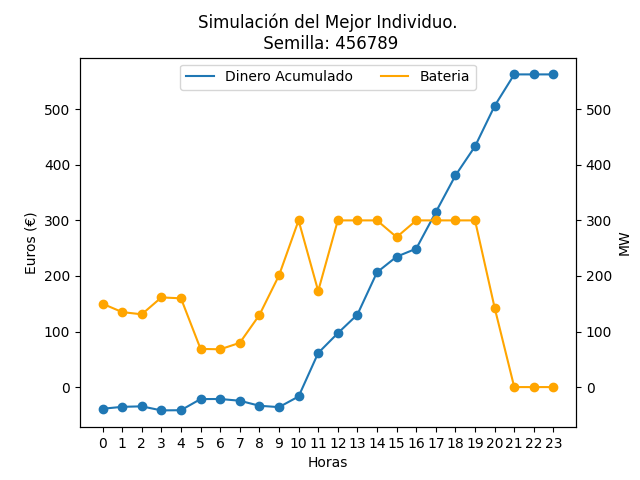 Simulación del Mejor Individuo.
Semilla: 456789
Dinero Acumulado
Bateria
500
400
300
200
100
0
Euros (€)
500
400
300
200
100
0
MW
0 1 2 3 4 5 6 7 8 9 10 11 12 13 14 15 16 17 18 19 20 21 22 23
Horas